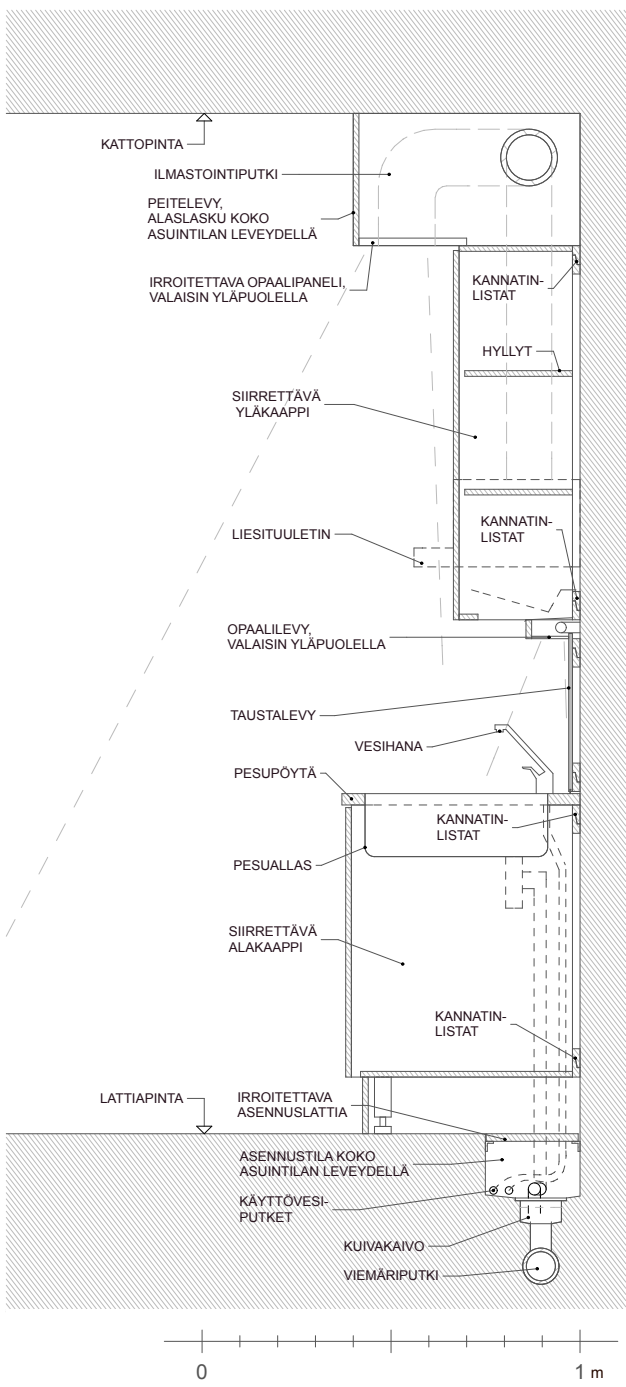 KATTOPINTA
ILMASTOINTIPUTKI
PEITELEVY,
ALASLASKU KOKO
ASUINTILAN LEVEYDELLÄ
IRROITETTAVA OPAALIPANELI,
VALAISIN YLÄPUOLELLA
KANNATIN-
LISTAT
HYLLYT
SIIRRETTÄVÄ
YLÄKAAPPI
KANNATIN-
LISTAT
LIESITUULETIN
OPAALILEVY,
VALAISIN YLÄPUOLELLA
TAUSTALEVY
VESIHANA
PESUPÖYTÄ
KANNATIN-
LISTAT
PESUALLAS
SIIRRETTÄVÄ
ALAKAAPPI
KANNATIN-
LISTAT
LATTIAPINTA
IRROITETTAVA
ASENNUSLATTIA
ASENNUSTILA KOKO
ASUINTILAN LEVEYDELLÄ
KÄYTTÖVESI-
PUTKET
KUIVAKAIVO
VIEMÄRIPUTKI
0 1 m